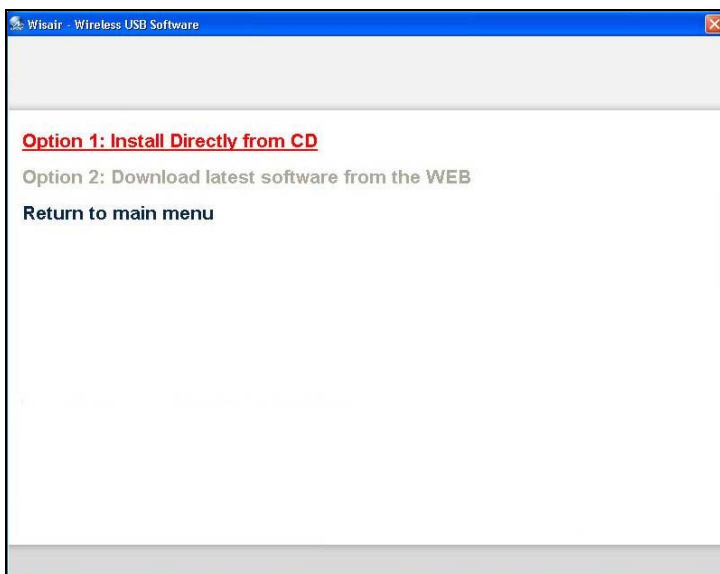 Wisair - Wireless USB Software
Option 1: Install Directly from CD
Option 2: Download latest software from the WEB
Return to main menu